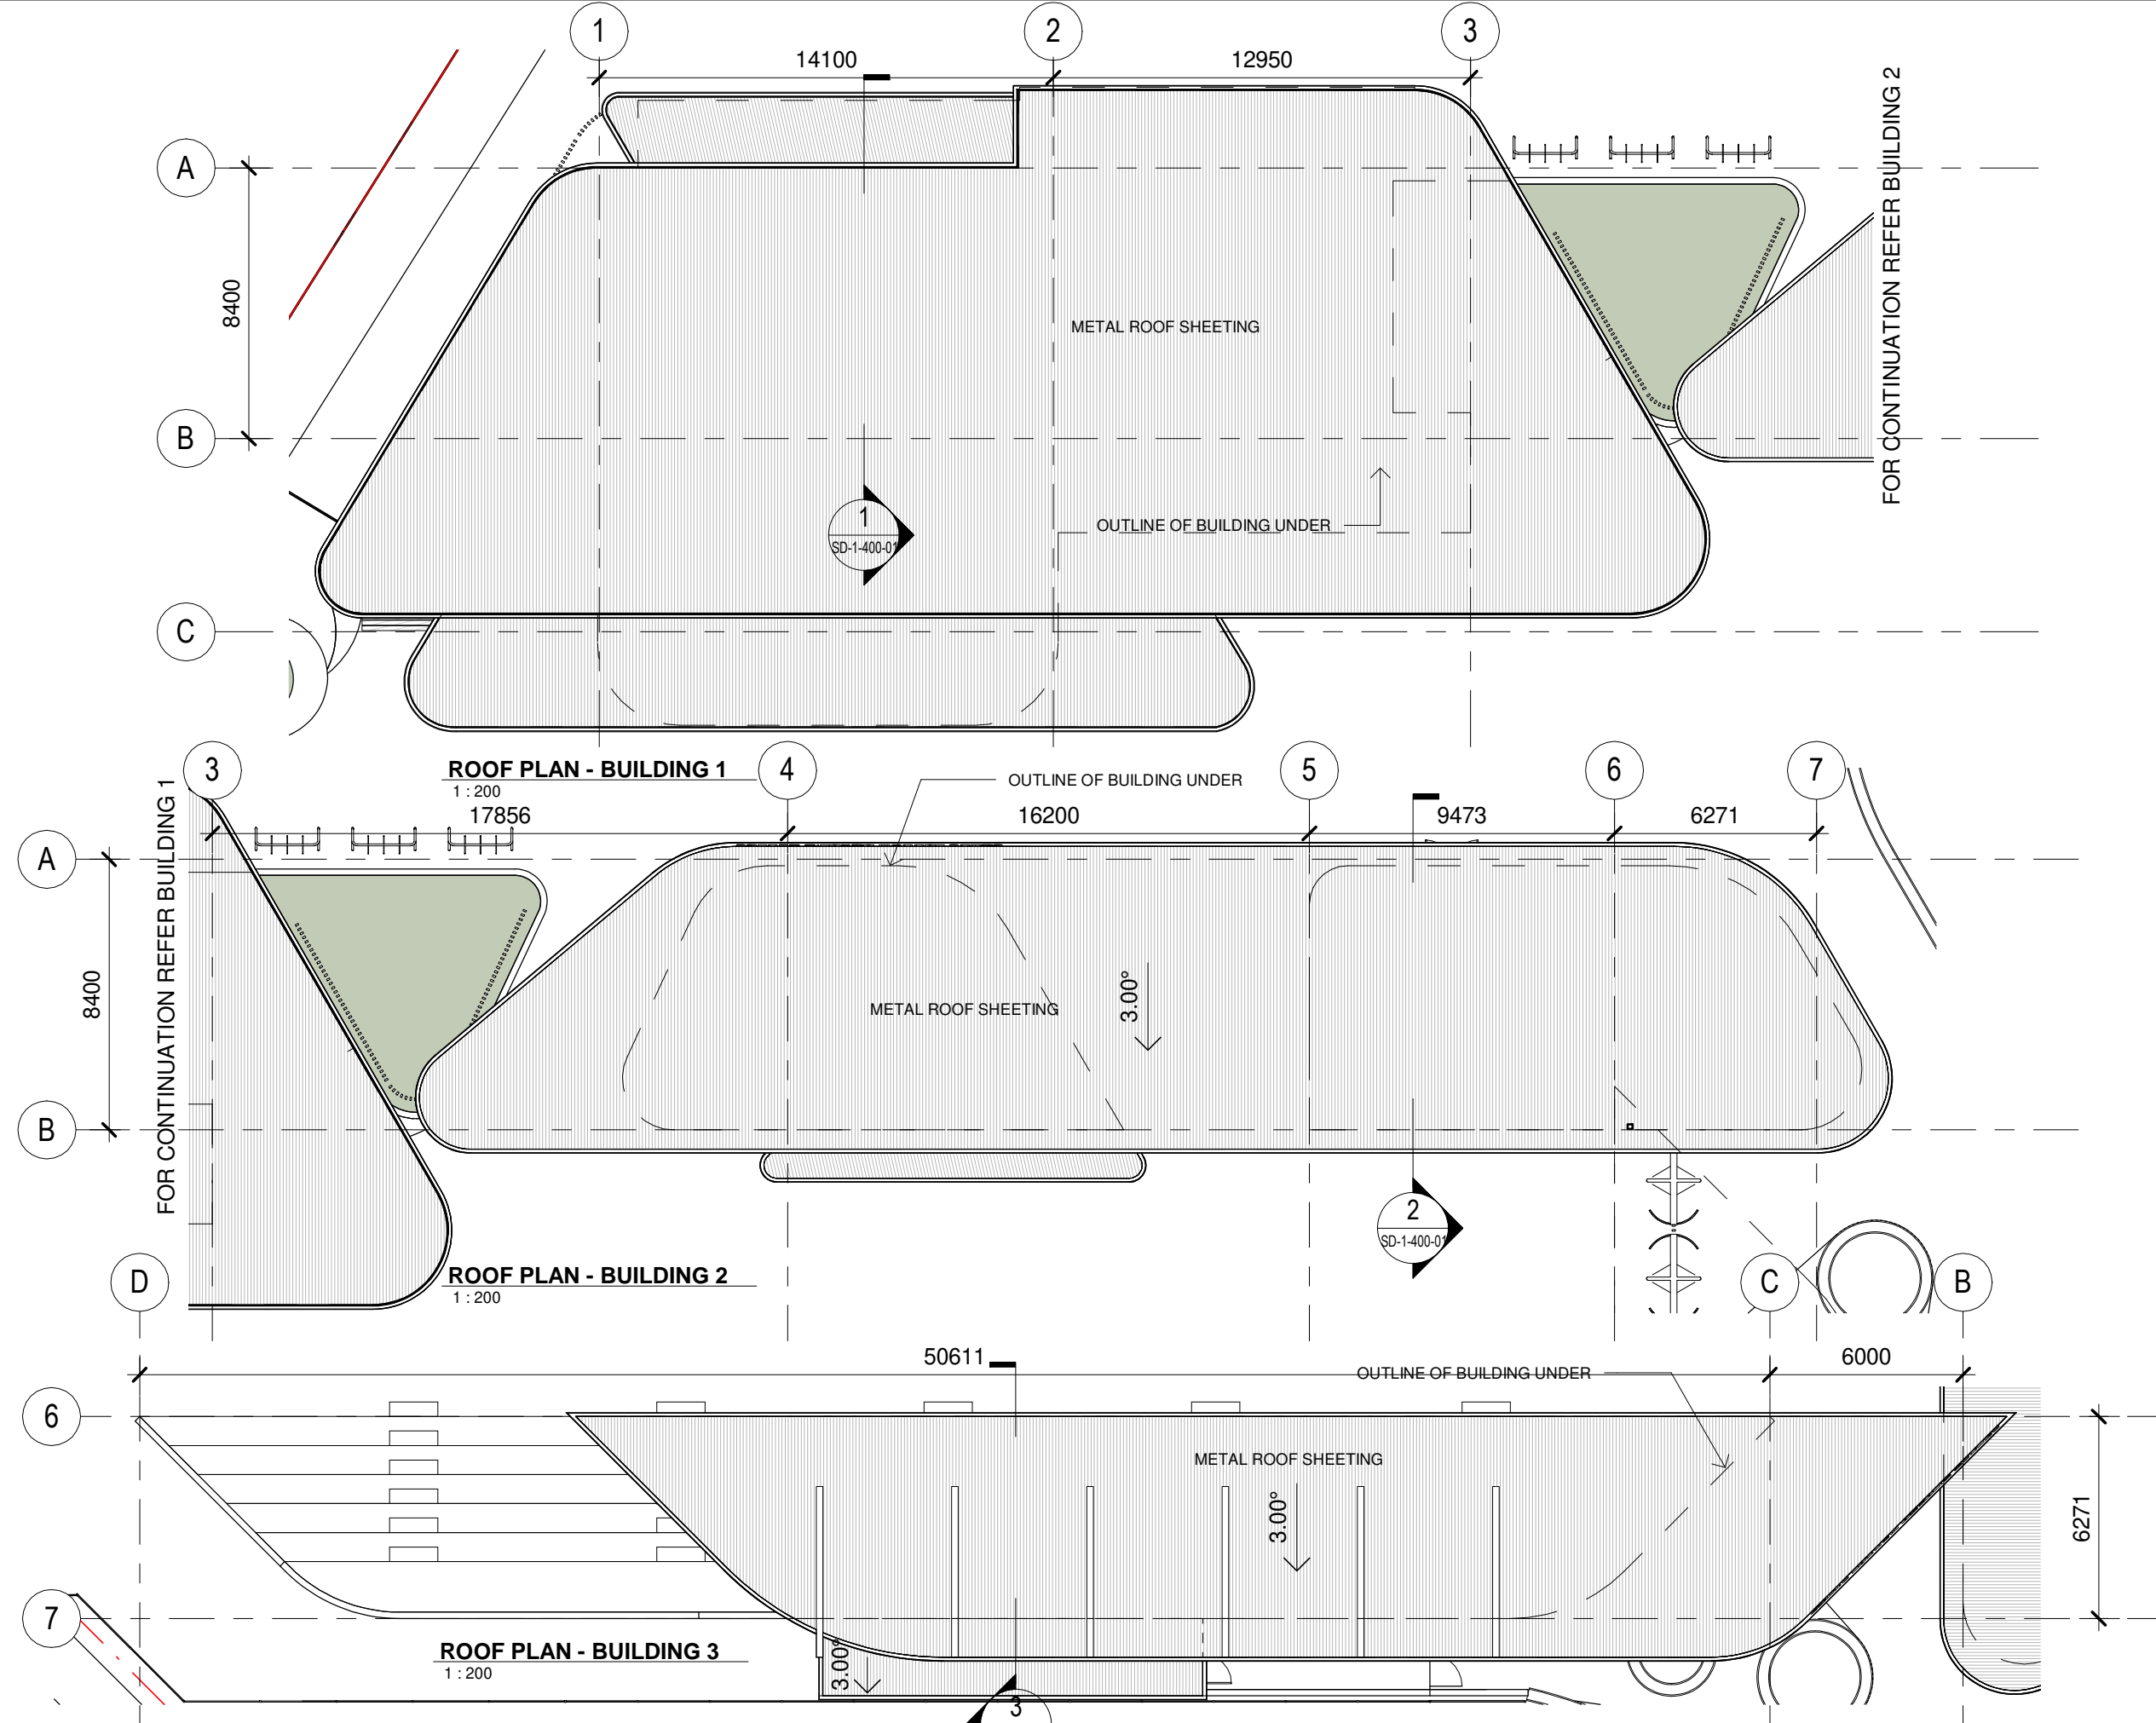 1
2
3
14100
12950
A
8400
METAL ROOF SHEETING
FOR CONTINUATION REFER BUILDING 2
B
1
SD-1-400-01
OUTLINE OF BUILDING UNDER
C
ROOF PLAN - BUILDING 1
1 : 200
3
4
5
6
7
OUTLINE OF BUILDING UNDER
17856
16200
9473
6271
A
FOR CONTINUATION REFER BUILDING 1
8400
METAL ROOF SHEETING
3.00°
B
2
SD-1-400-01
ROOF PLAN - BUILDING 2
1 : 200
D
C
B
50611
6000
OUTLINE OF BUILDING UNDER
6
METAL ROOF SHEETING
3.00°
6271
7
ROOF PLAN - BUILDING 3
1 : 200
3.00°
3